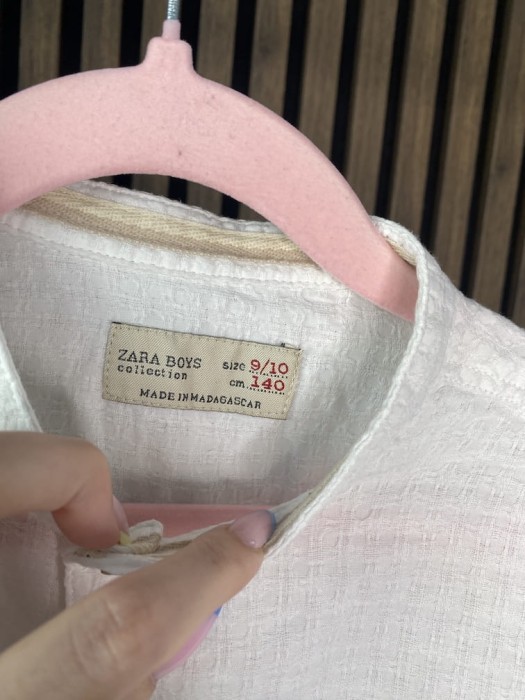 ZARA BOYS
collection
SIZE 9/10
cm. 140
MADE IN MADAGASCAR